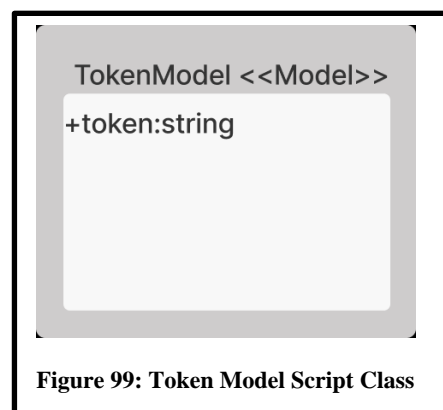 TokenModel <<Model>>
+token:string
Figure 99: Token Model Script Class